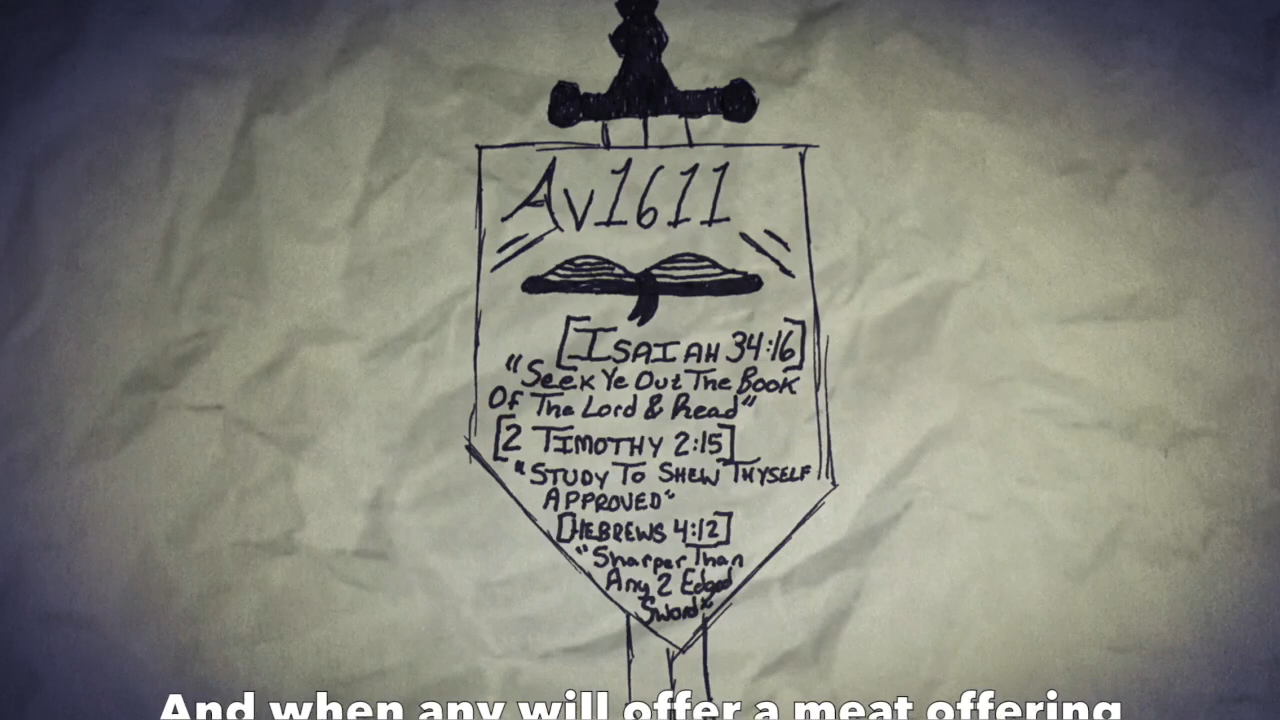 Av1611
[ISAIAH 34:16]
"Seek Ye Out The Book
Of The Lord & Read"
[2 TIMOTHY 2:15]
"STUDY TO SHEW THYSELF
APPROVED"
[HEBREWS 4:12]
"Sharper Than
Any 2 Edged
Sword"
And when any will offer a meat offering